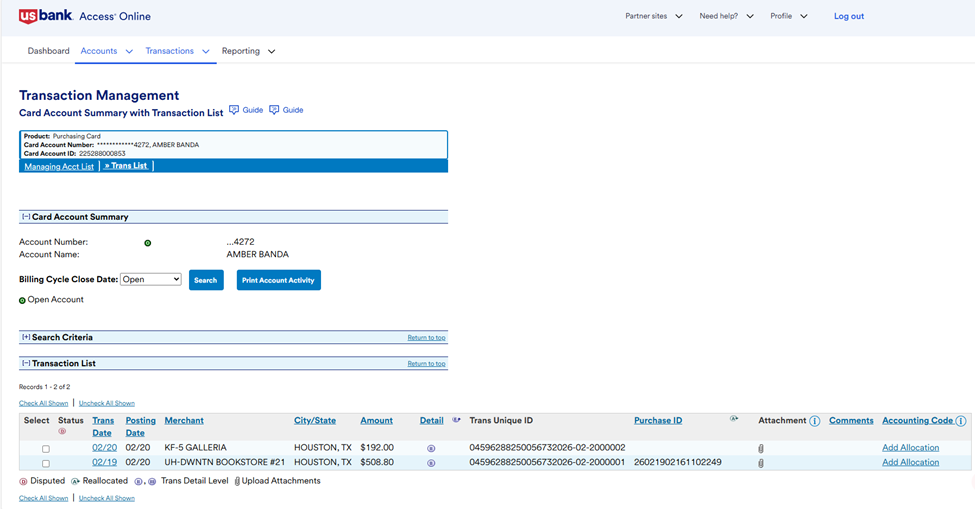 usbank. Access® Online
Partner sites Need help? Profile Log out
Dashboard Accounts Transactions Reporting
Transaction Management
Card Account Summary with Transaction List Guide Guide
Product: Purchasing Card
Card Account Number: ************4272, AMBER BANDA
Card Account ID: 225288000853
Managing Acct List | » Trans List |
[–] Card Account Summary
Account Number: ...4272
Account Name: AMBER BANDA
Billing Cycle Close Date: Open Search Print Account Activity
Open Account
[+] Search Criteria Return to top
[–] Transaction List Return to top
Records 1 - 2 of 2
Check All Shown | Uncheck All Shown
Select Status Trans Date Posting Date Merchant City/State Amount Detail Trans Unique ID Purchase ID Attachment Comments Accounting Code
02/20 02/20 KF-5 GALLERIA HOUSTON, TX $192.00 04596288250056732026-02-2000002 Add Allocation
02/19 02/20 UH-DWNTN BOOKSTORE #21 HOUSTON, TX $508.80 04596288250056732026-02-2000001 26021902161102249 Add Allocation
Disputed Reallocated , Trans Detail Level Upload Attachments
Check All Shown | Uncheck All Shown